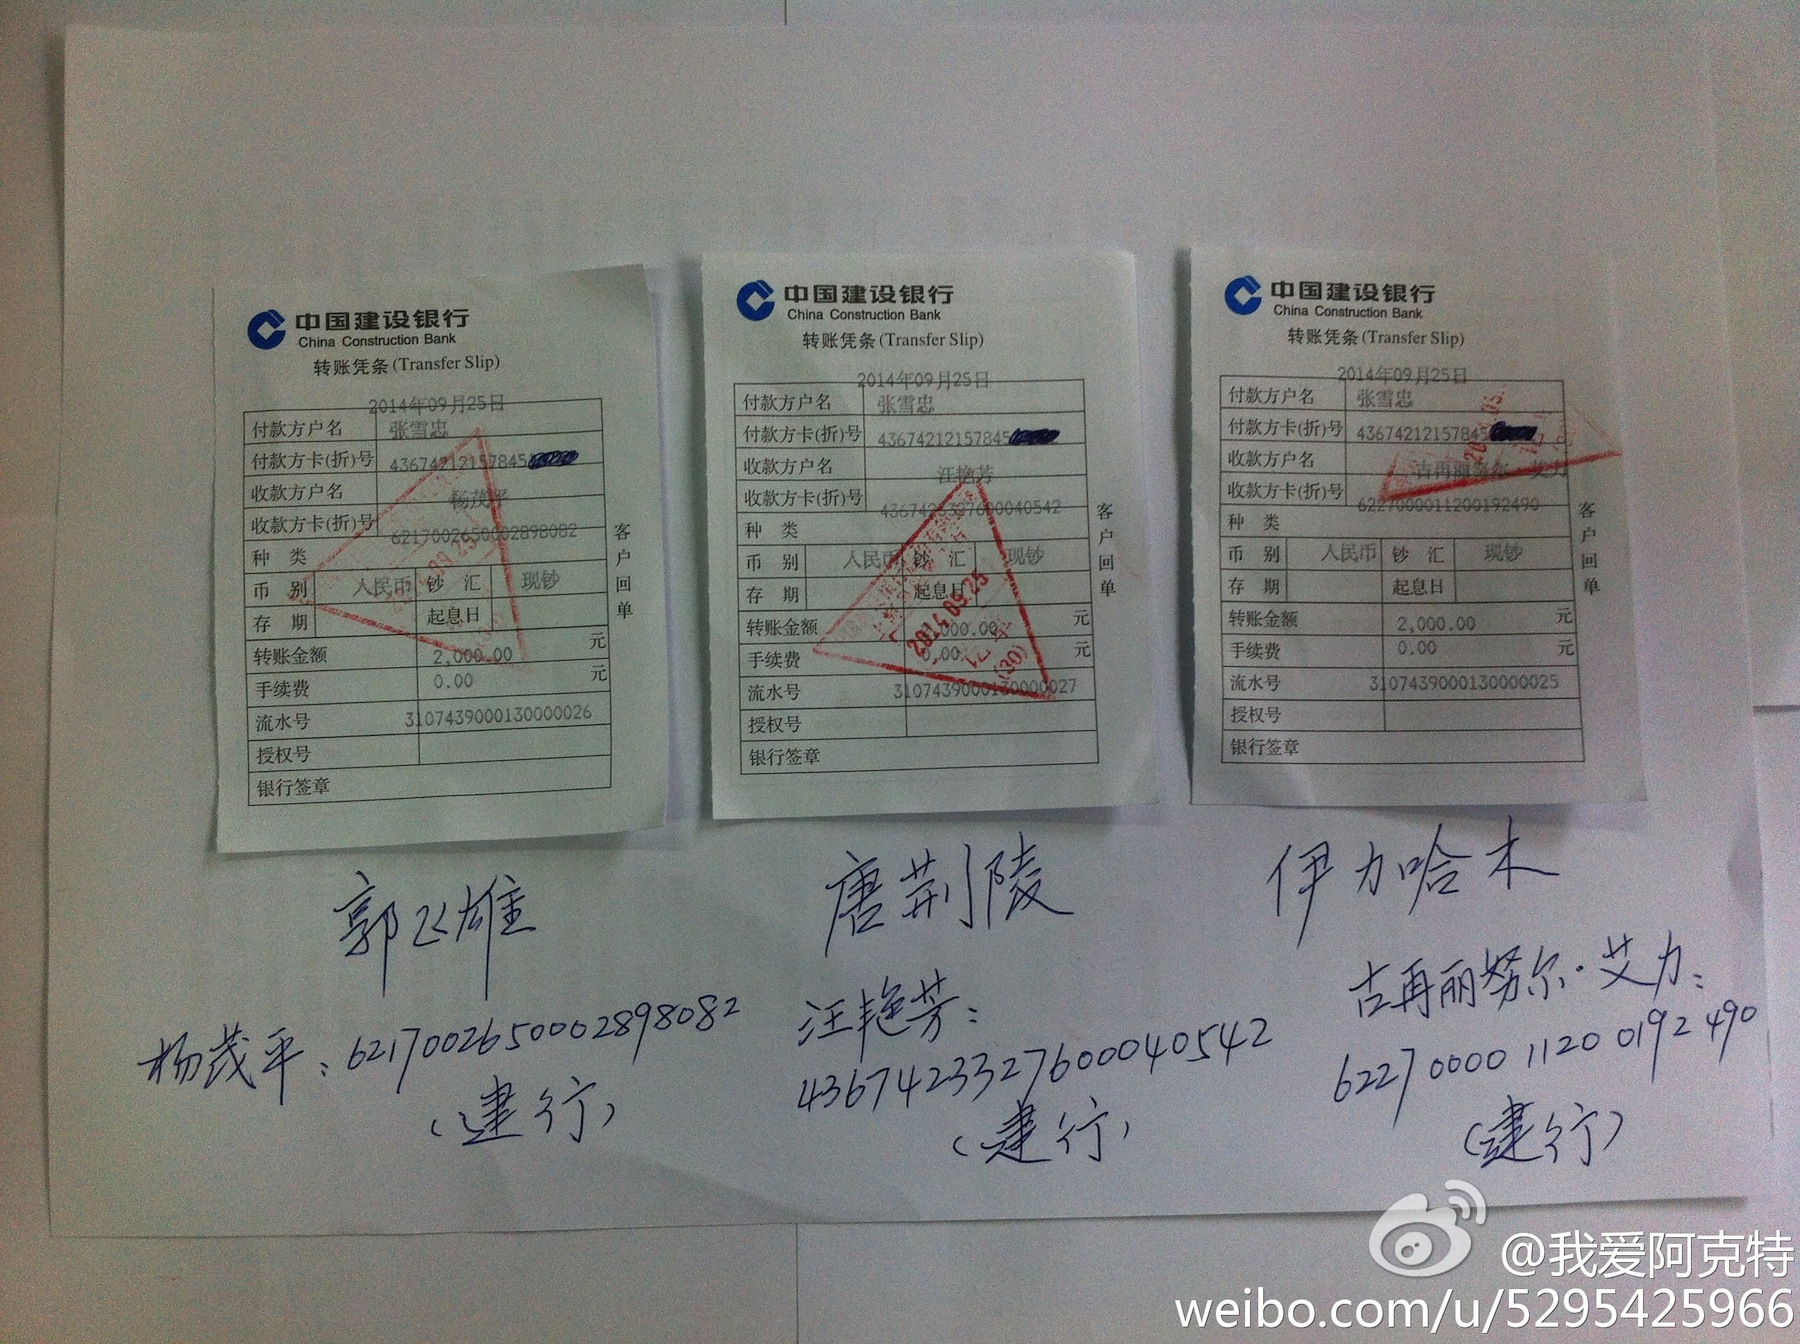 中国建设银行
China Construction Bank
转账凭条(Transfer Slip)
2014年09月25日
付款方户名 张雪忠
付款方卡(折)号 43674212157845
收款方户名 杨茂平
收款方卡(折)号 6217002650002898082
种 类
币 别 人民币 钞 汇 现钞
存 期 起息日
转账金额 2,000.00 元
手续费 0.00 元
流水号 3107439000130000026
授权号
银行签章
客户回单
中国建设银行
China Construction Bank
转账凭条(Transfer Slip)
2014年09月25日
付款方户名 张雪忠
付款方卡(折)号 43674212157845
收款方户名 汪艳芳
收款方卡(折)号 4367423327600040542
种 类
币 别 人民币 钞 汇 现钞
存 期 起息日
转账金额 ,000.00 元
手续费 0.00 元
流水号 3107439000130000027
授权号
银行签章
客户回单
2014.09.25
(30)
中国建设银行
China Construction Bank
转账凭条(Transfer Slip)
2014年09月25日
付款方户名 张雪忠
付款方卡(折)号 43674212157845
收款方户名 古再丽努尔·艾力
收款方卡(折)号 6227000011200192490
种 类
币 别 人民币 钞 汇 现钞
存 期 起息日
转账金额 2,000.00 元
手续费 0.00 元
流水号 3107439000130000025
授权号
银行签章
客户回单
郭飞雄
杨茂平:6217002650002898082
(建行)
唐荆陵
汪艳芳:
4367423327600040542
(建行)
伊力哈木
古再丽努尔·艾力:
6227 0000 1120 0192 490
(建行)
@我爱阿克特
weibo.com/u/5295425966